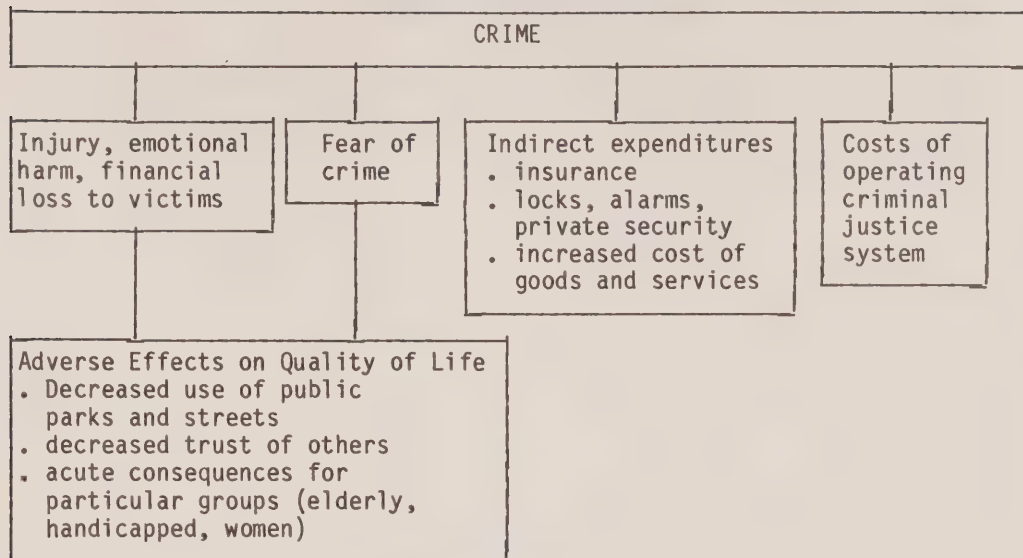 CRIME
Injury, emotional
harm, financial
loss to victims
Fear of
crime
Indirect expenditures
. insurance
. locks, alarms,
private security
. increased cost of
goods and services
Costs of
operating
criminal
justice
system
Adverse Effects on Quality of Life
. Decreased use of public
parks and streets
. decreased trust of others
. acute consequences for
particular groups (elderly,
handicapped, women)